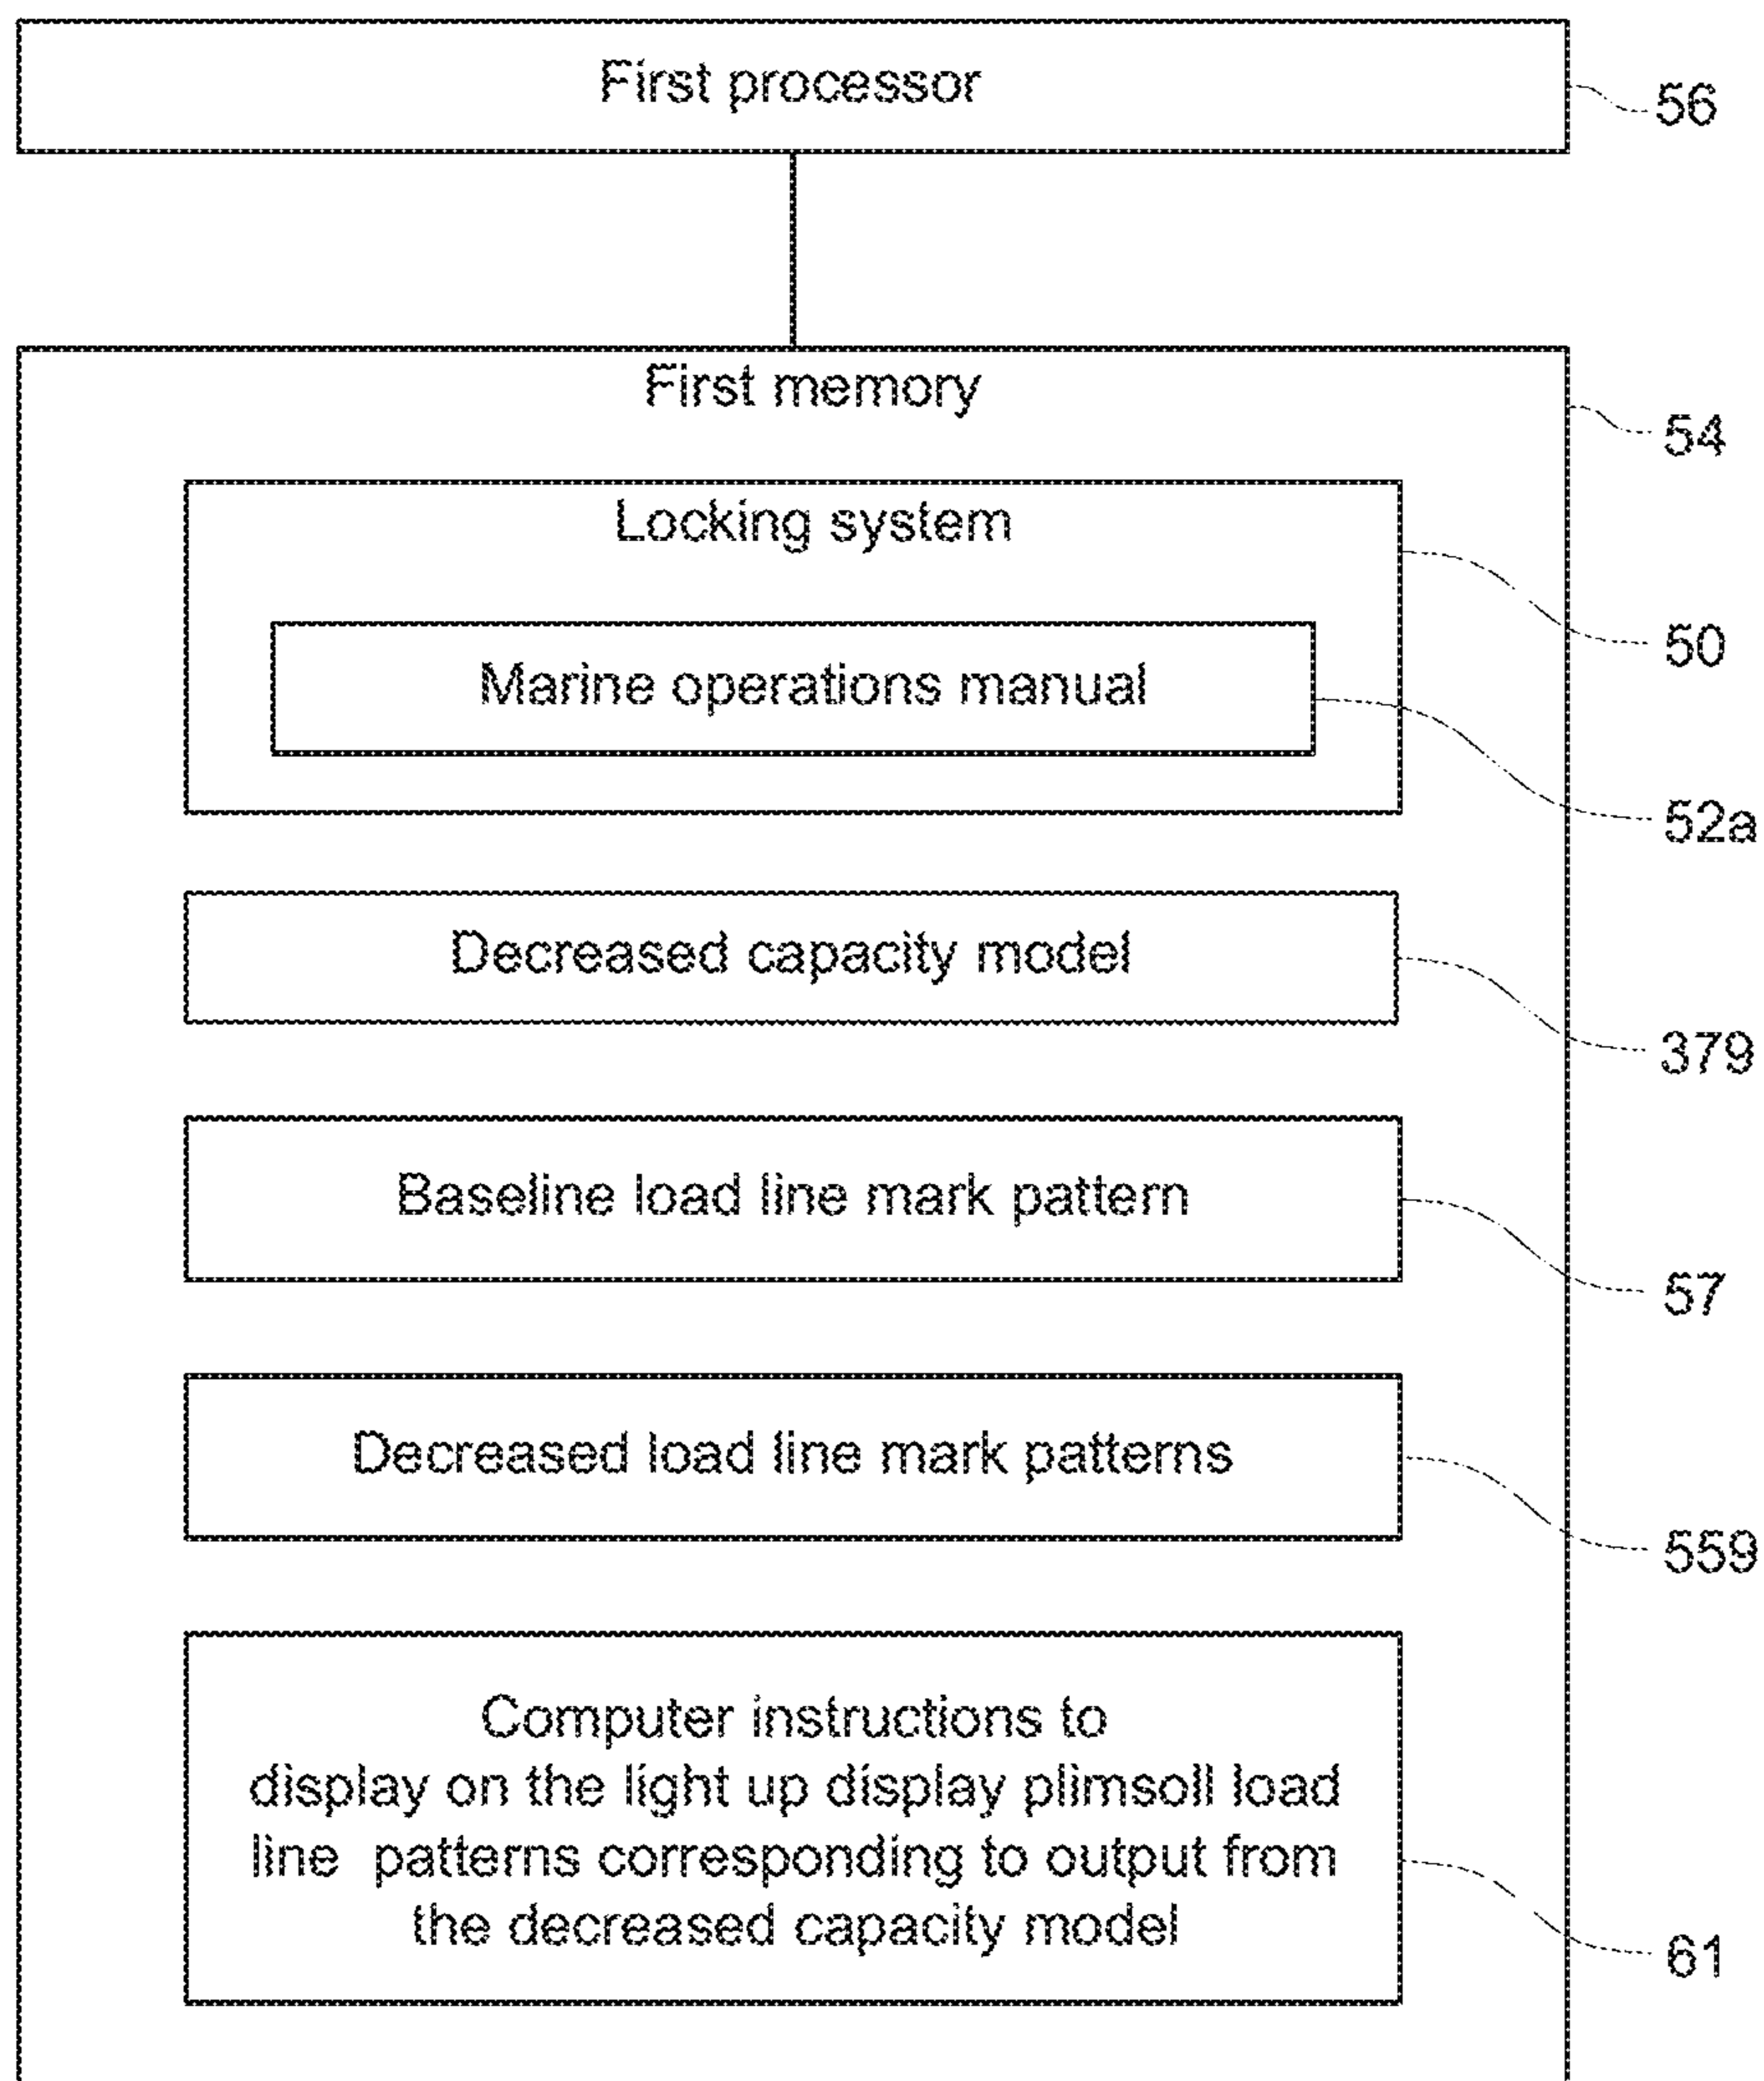 First processor
56
First memory
54
Locking system
50
Marine operations manual
52a
Decreased capacity model
379
Baseline load line mark pattern
57
Decreased load line mark patterns
559
Computer instructions to
display on the light up display plimsoll load
line patterns corresponding to output from
the decreased capacity model
61